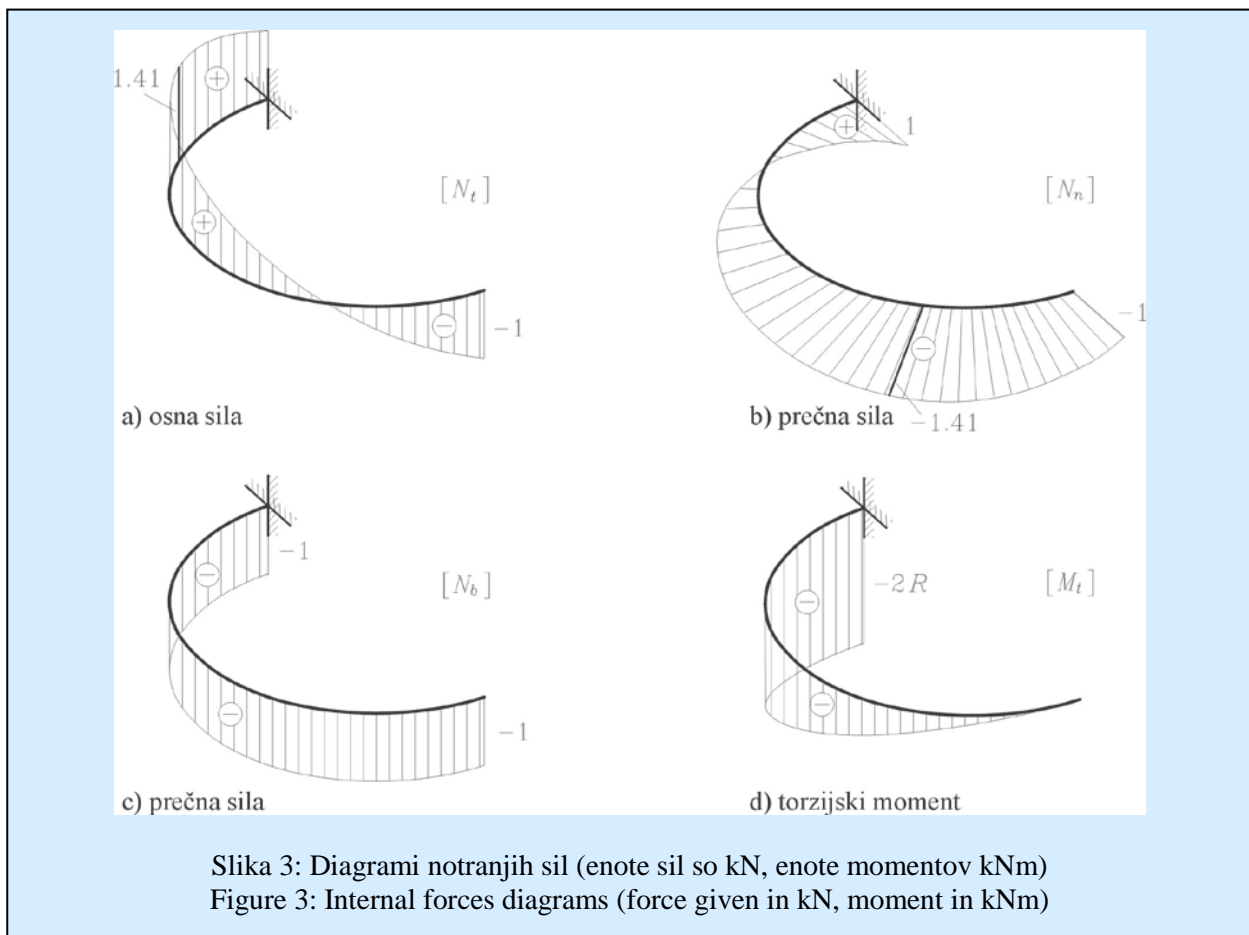 1.41
+
[N_t]
+
−
−1
a) osna sila
+
1
[N_n]
−
−1
−1.41
b) prečna sila
−1
−
[N_b]
−
−1
c) prečna sila
−2R
−
[M_t]
−
d) torzijski moment
Slika 3: Diagrami notranjih sil (enote sil so kN, enote momentov kNm)
Figure 3: Internal forces diagrams (force given in kN, moment in kNm)